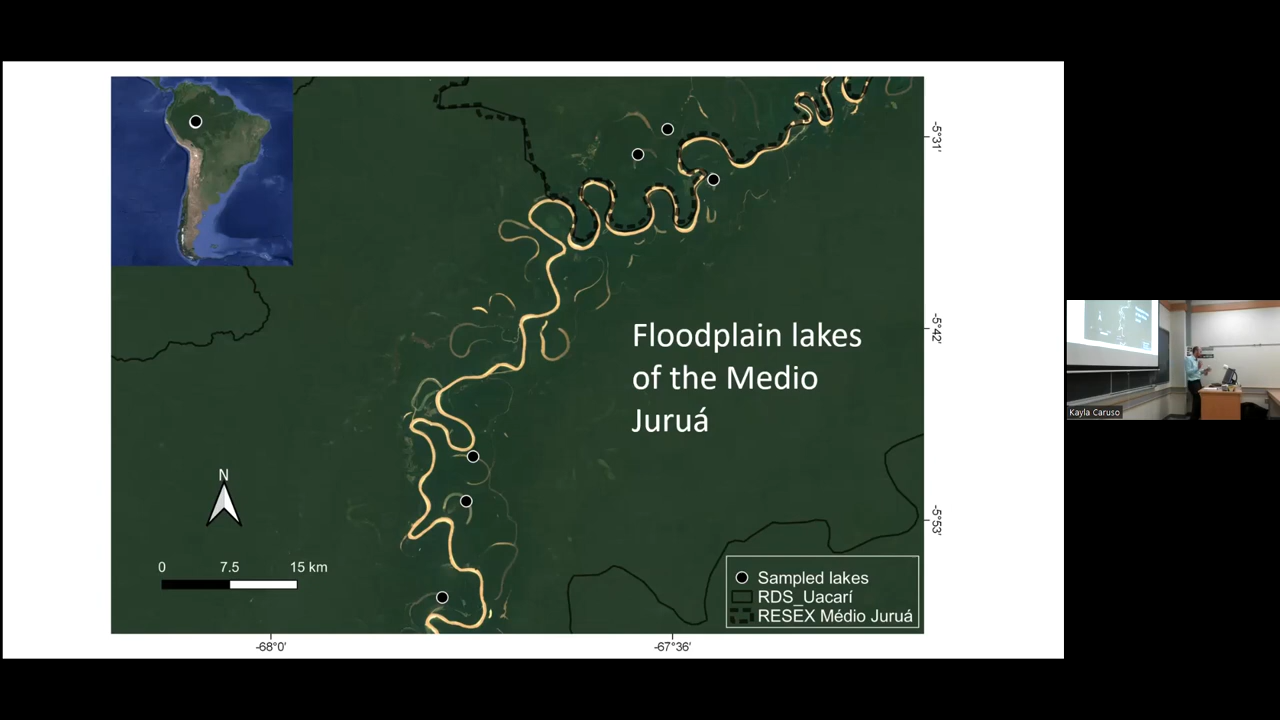 -5°31'
Floodplain lakes
of the Medio
Juruá
-5°42'
N
0 7.5 15 km
-5°53'
Sampled lakes
RDS_Uacarí
RESEX Médio Juruá
-68°0'
-67°36'
Kayla Caruso